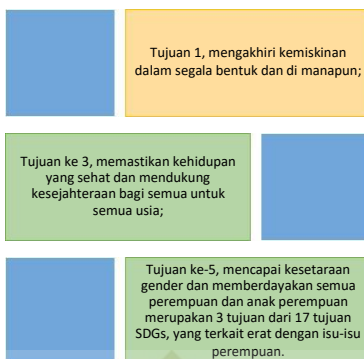 Tujuan 1, mengakhiri kemiskinan
dalam segala bentuk dan di manapun;
Tujuan ke 3, memastikan kehidupan
yang sehat dan mendukung
kesejahteraan bagi semua untuk
semua usia;
Tujuan ke-5, mencapai kesetaraan
gender dan memberdayakan semua
perempuan dan anak perempuan
merupakan 3 tujuan dari 17 tujuan
SDGs, yang terkait erat dengan isu-isu
perempuan.